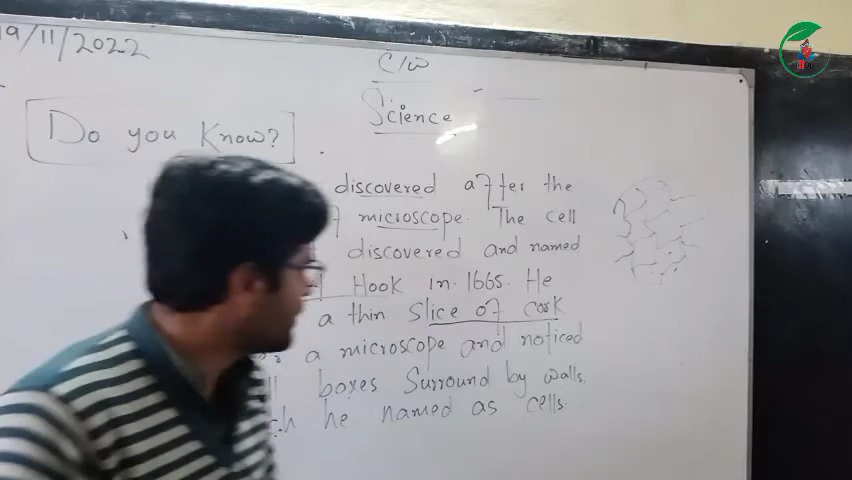 19/11/2022
C/W
Science
Do you Know?
discovered after the
microscope. The cell
discovered and named
Hook in 1665. He
a thin Slice of Cork
a microscope and noticed
boxes Surround by walls.
he named as cells.